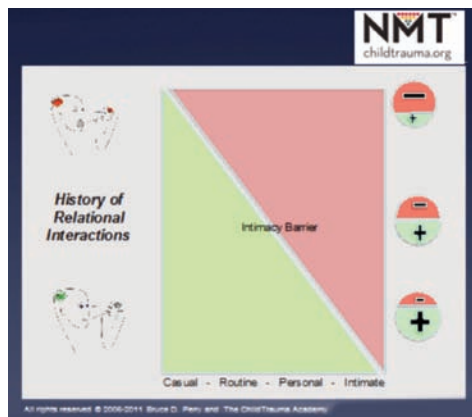 NMT™
childtrauma.org
History of
Relational
Interactions
Intimacy Barrier
Casual - Routine - Personal - Intimate
All rights reserved © 2006-2011 Bruce D. Perry and The ChildTrauma Academy